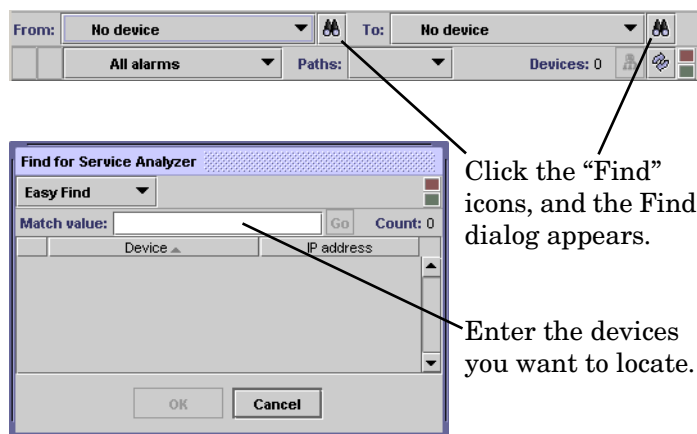 From: No device To: No device
All alarms Paths: Devices: 0
Find for Service Analyzer
Easy Find
Match value: Go Count: 0
Device IP address
OK Cancel
Click the “Find”
icons, and the Find
dialog appears.
Enter the devices
you want to locate.